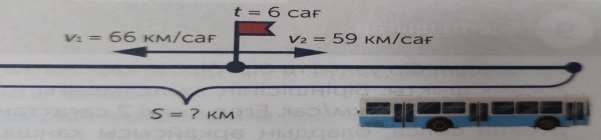 t = 6 сағ
v₁ = 66 км/сағ v₂ = 59 км/сағ
S = ? км